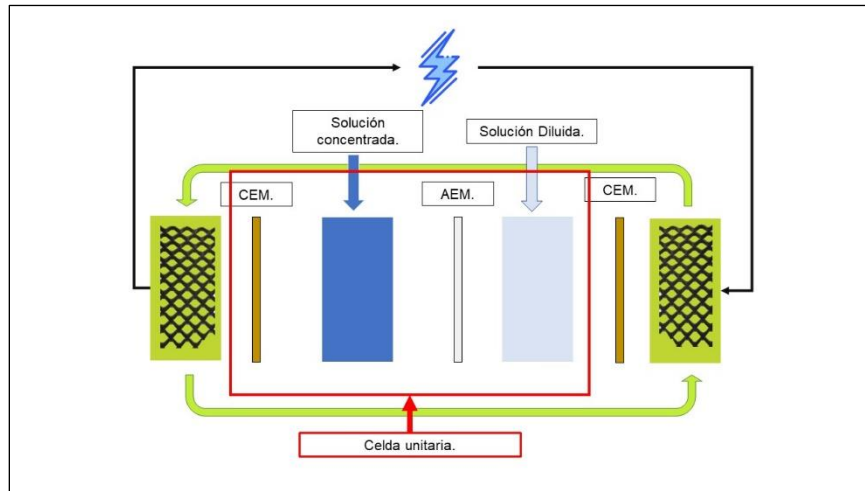 Solución
concentrada.
Solución Diluida.
CEM.
AEM.
CEM.
Celda unitaria.